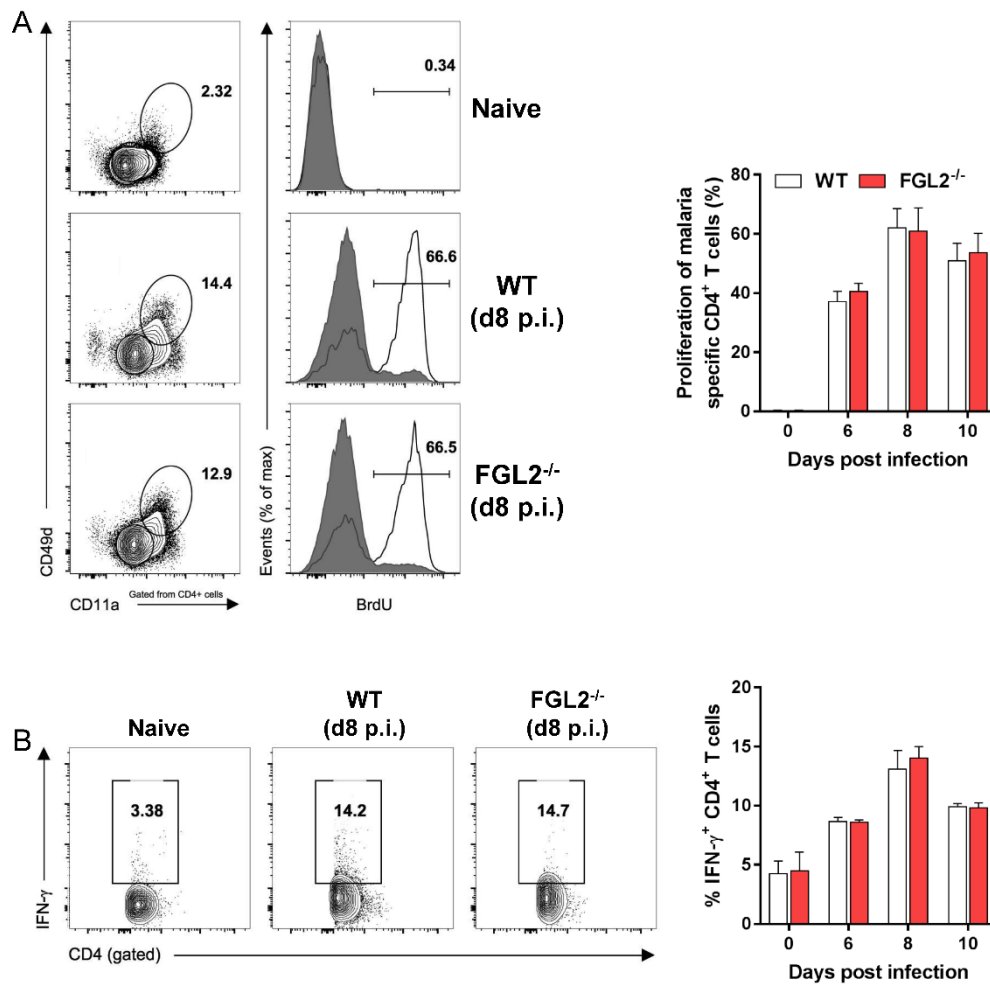 A
CD49d
2.32
14.4
12.9
CD11a
Gated from CD4+ cells
Events (% of max)
0.34
66.6
66.5
BrdU
Naive
WT
(d8 p.i.)
FGL2-/-
(d8 p.i.)
Proliferation of malaria
specific CD4+ T cells (%)
80
60
40
20
0
WT
FGL2-/-
0 6 8 10
Days post infection
B
IFN-γ
Naive
WT
(d8 p.i.)
FGL2-/-
(d8 p.i.)
3.38
14.2
14.7
CD4 (gated)
% IFN-γ+ CD4+ T cells
20
15
10
5
0
0 6 8 10
Days post infection